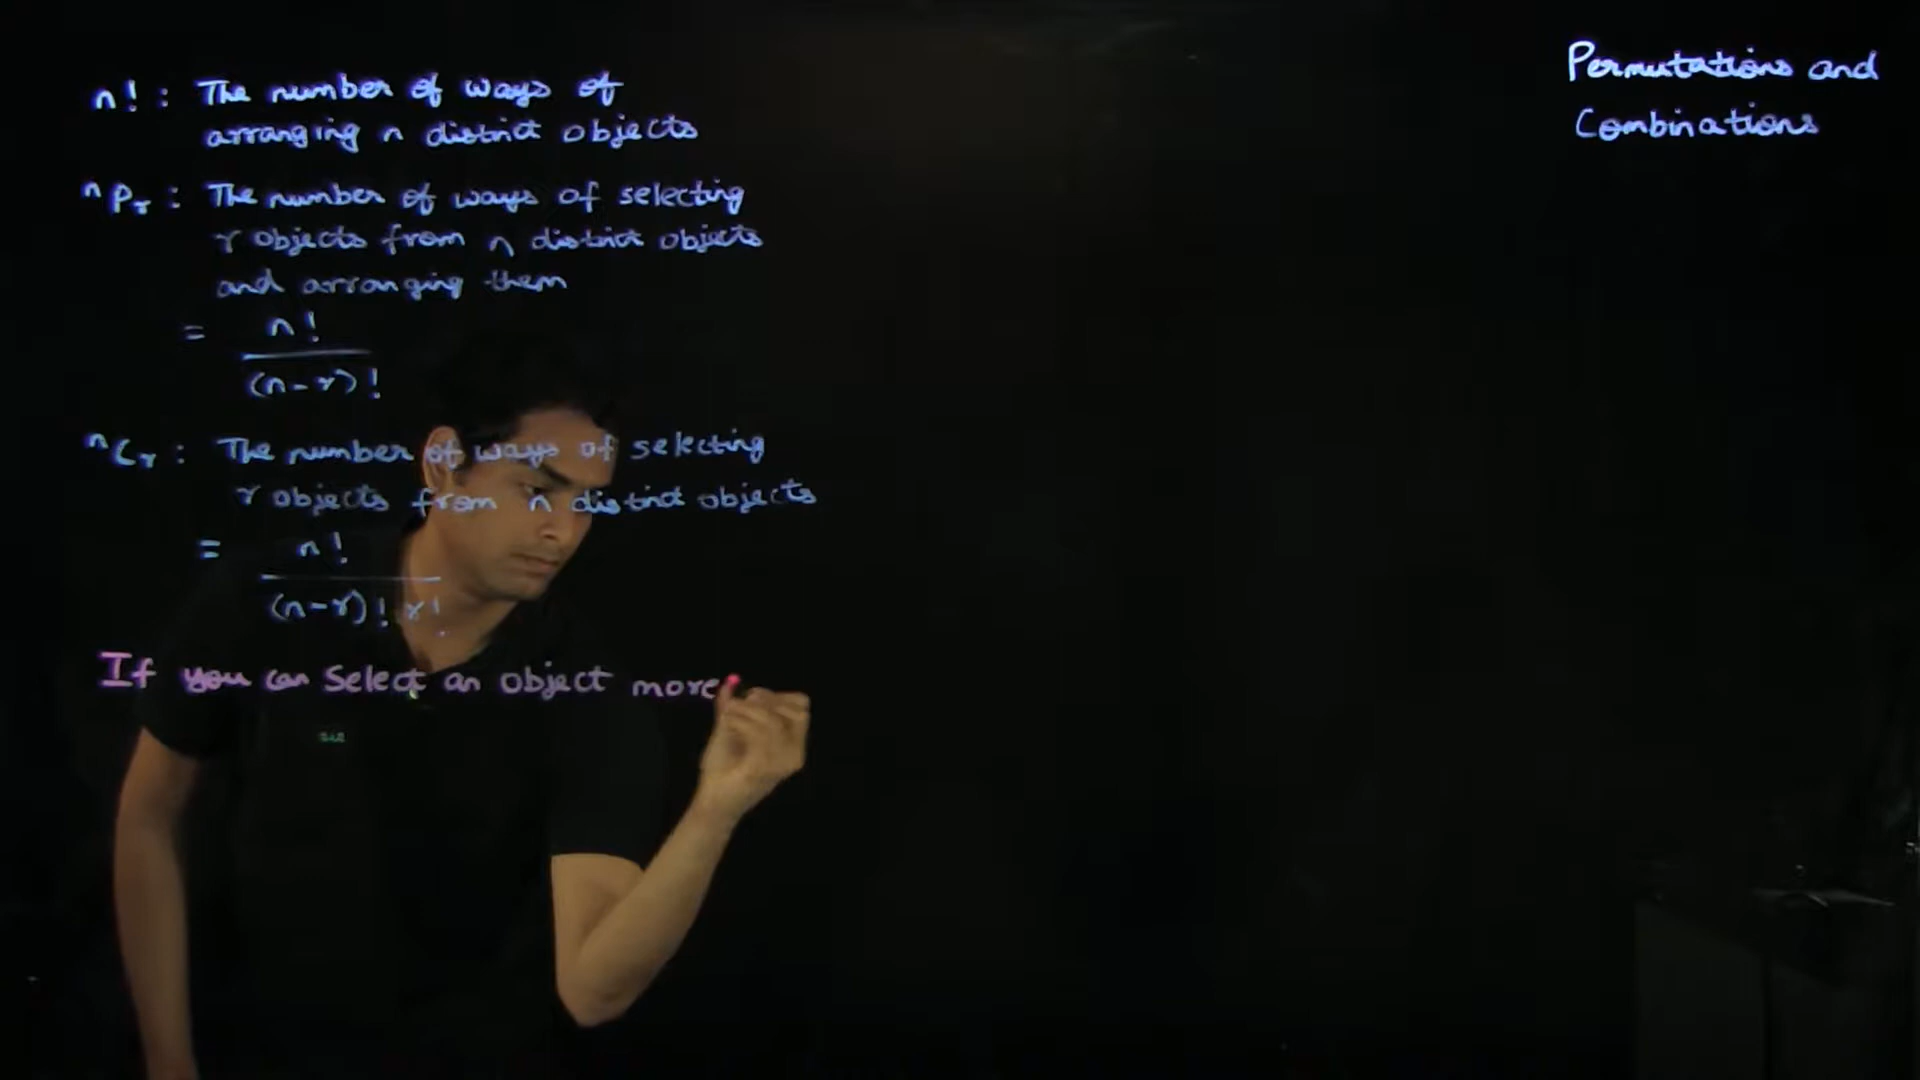 Permutations and
Combinations
n! : The number of ways of
arranging n distinct objects
ⁿPᵣ : The number of ways of selecting
r objects from n distinct objects
and arranging them
= n!
(n-r)!
ⁿCᵣ : The number of ways of selecting
r objects from n distinct objects
= n!
(n-r)! r!
If you can Select an object more